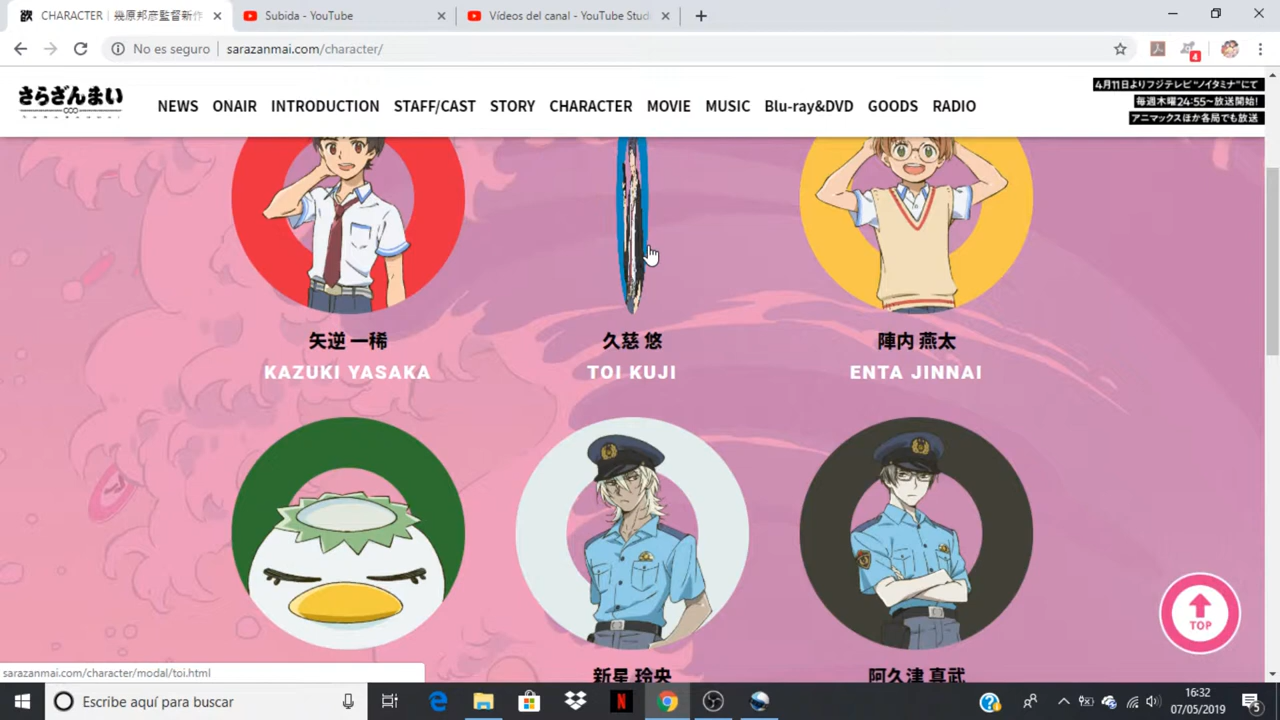 CHARACTER | 幾原邦彦監督新作
Subida - YouTube
Vídeos del canal - YouTube Studi
No es seguro
sarazanmai.com/character/
4
さらざんまい
NEWS ONAIR INTRODUCTION STAFF/CAST STORY CHARACTER MOVIE MUSIC Blu-ray&DVD GOODS RADIO
4月11日よりフジテレビ“ノイタミナ”にて
毎週木曜24:55~放送開始!
アニマックスほか各局でも放送
矢逆 一稀
久慈 悠
陣内 燕太
KAZUKI YASAKA
TOI KUJI
ENTA JINNAI
TOP
新星 玲央
阿久津 真武
sarazanmai.com/character/modal/toi.html
Escribe aquí para buscar
16:32
07/05/2019
5